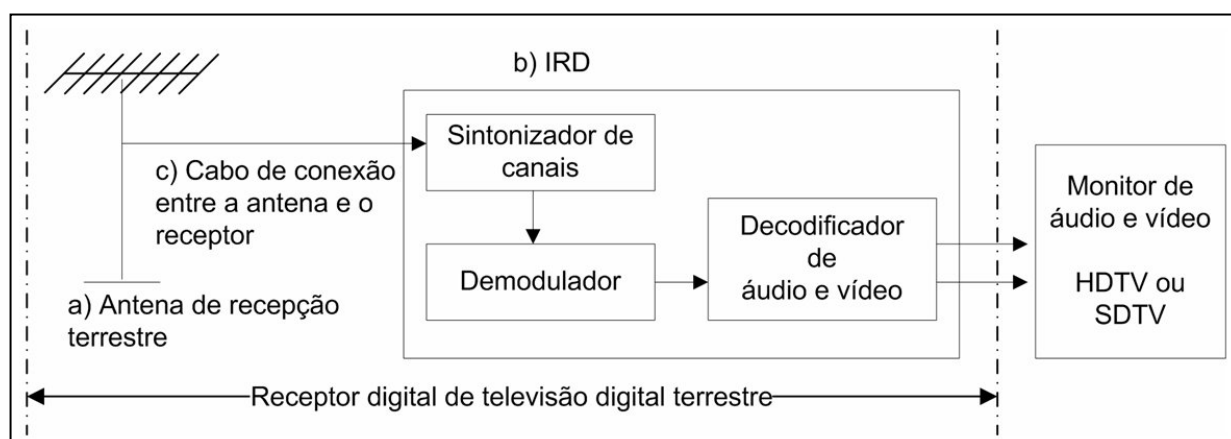 b) IRD
Sintonizador de
canais
c) Cabo de conexão
entre a antena e o
receptor
Demodulador
Decodificador
de
áudio e vídeo
Monitor de
áudio e vídeo
HDTV ou
SDTV
a) Antena de recepção
terrestre
Receptor digital de televisão digital terrestre